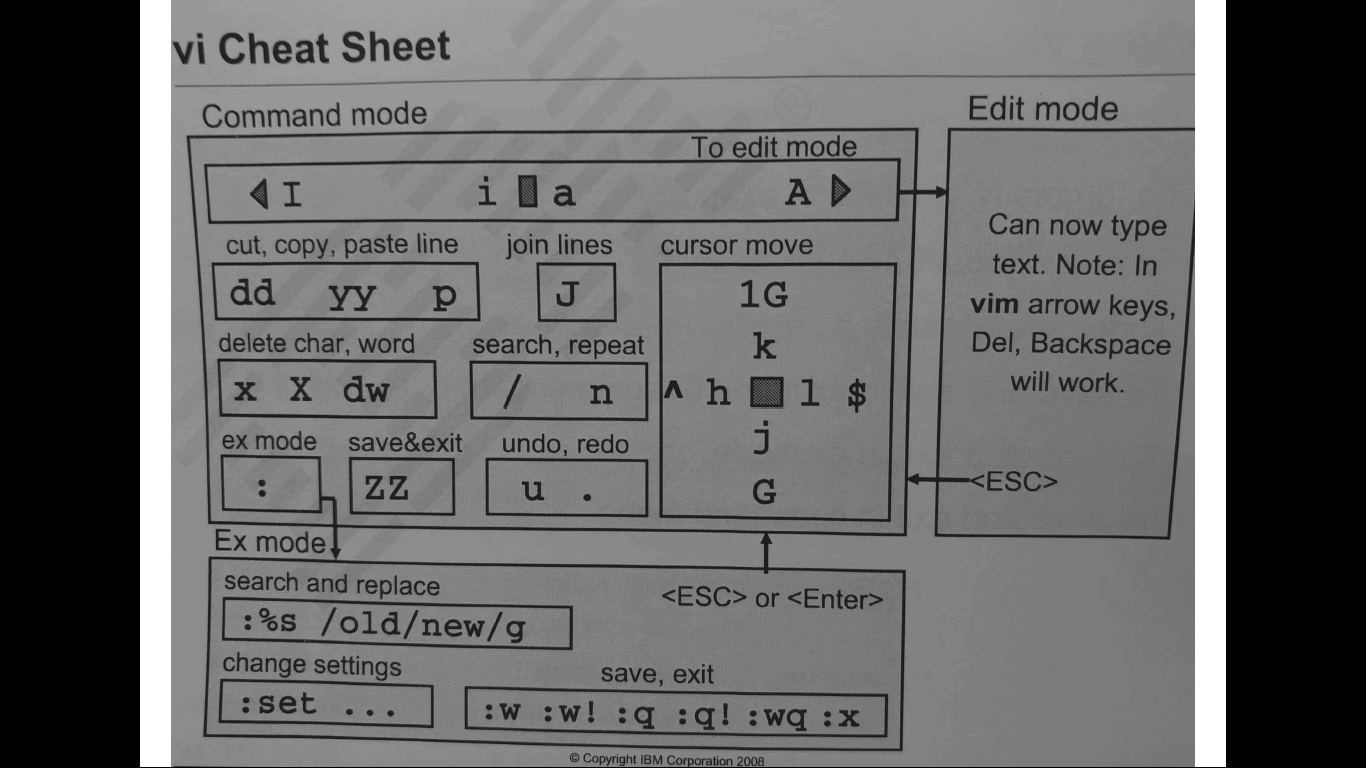 vi Cheat Sheet
Command mode
To edit mode
I i a A
cut, copy, paste line
dd yy p
join lines
J
delete char, word
x X dw
search, repeat
/ n
ex mode
:
save&exit
ZZ
undo, redo
u .
cursor move
1G
k
^ h l $
j
G
Edit mode
Can now type
text. Note: In
vim arrow keys,
Del, Backspace
will work.
<ESC>
Ex mode
search and replace
:%s /old/new/g
<ESC> or <Enter>
change settings
:set ...
save, exit
:w :w! :q :q! :wq :x
© Copyright IBM Corporation 2008